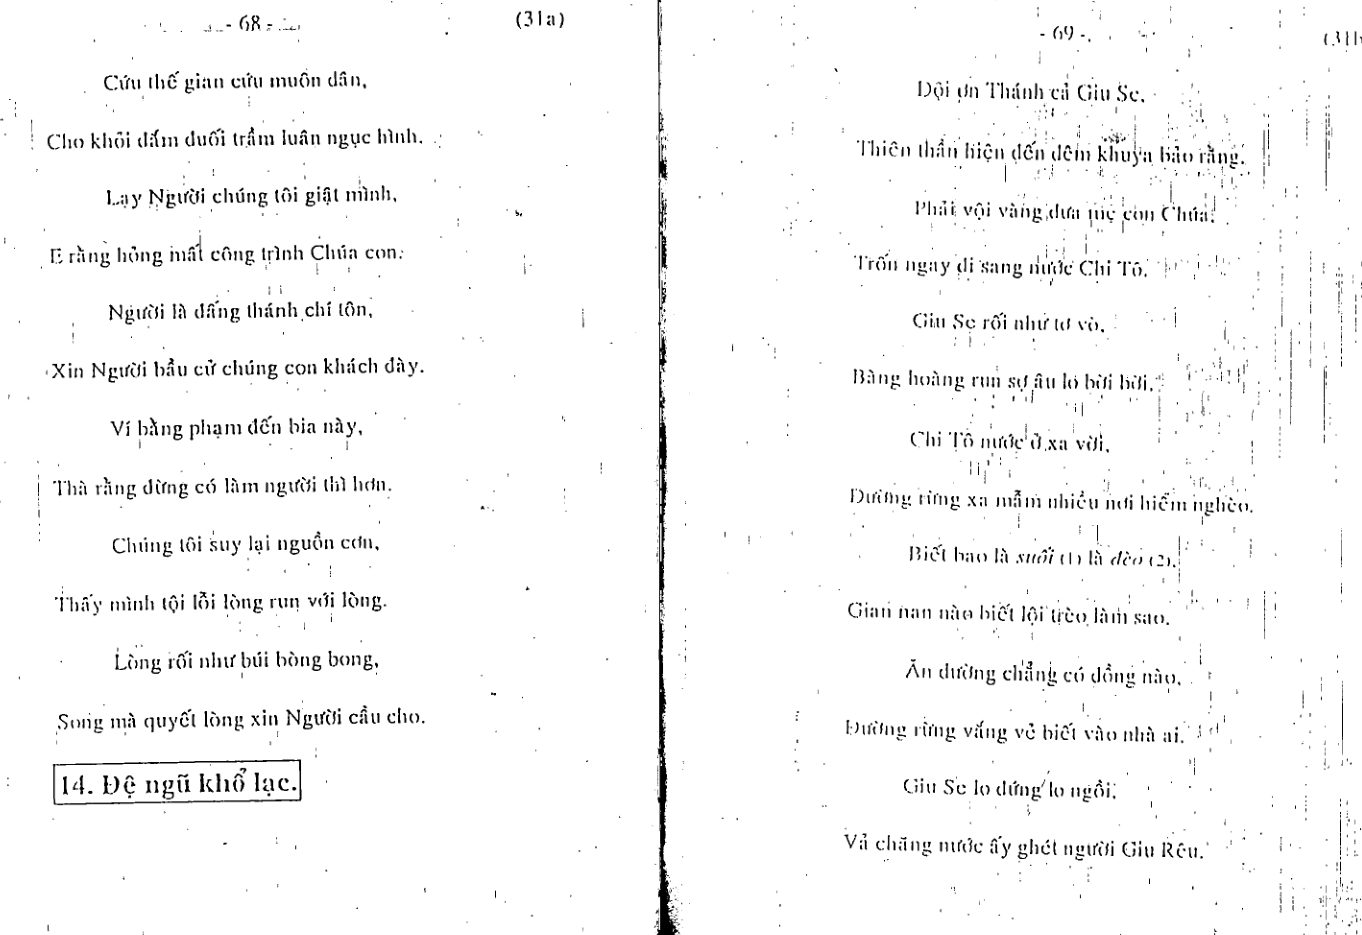 - 68 -
(31a)
Cứu thế gian cứu muôn dân,
Cho khỏi đắm đuối trầm luân ngục hình.
Lạy Người chúng tôi giật mình,
E rằng hỏng mất công trình Chúa con.
Người là đấng thánh chí tôn,
Xin Người bầu cử chúng con khách đày.
Ví bằng phạm đến bia này,
Thà rằng đừng có làm người thì hơn.
Chúng tôi suy lại nguồn cơn,
Thấy mình tội lỗi lòng run với lòng.
Lòng rối như búi bòng bong,
Song mà quyết lòng xin Người cầu cho.
14. Đệ ngũ khổ lạc.
- 69 -
(31b
Đội ơn Thánh cả Giu Se,
Thiên thần hiện đến đêm khuya bảo rằng.
Phải vội vàng đưa mẹ con Chúa,
Trốn ngay đi sang nước Chi Tô.
Giu Se rối như tơ vò,
Bàng hoàng run sợ âu lo bời bời.
Chi Tô nước ở xa vời,
Đường rừng xa mẫm nhiều nơi hiểm nghèo.
Biết bao là suối (1) là đèo (2),
Gian nan nào biết lội trèo làm sao.
Ăn đường chẳng có đồng nào,
Đường rừng vắng vẻ biết vào nhà ai.
Giu Se lo đứng lo ngồi,
Vả chăng nước ấy ghét người Giu Rêu.